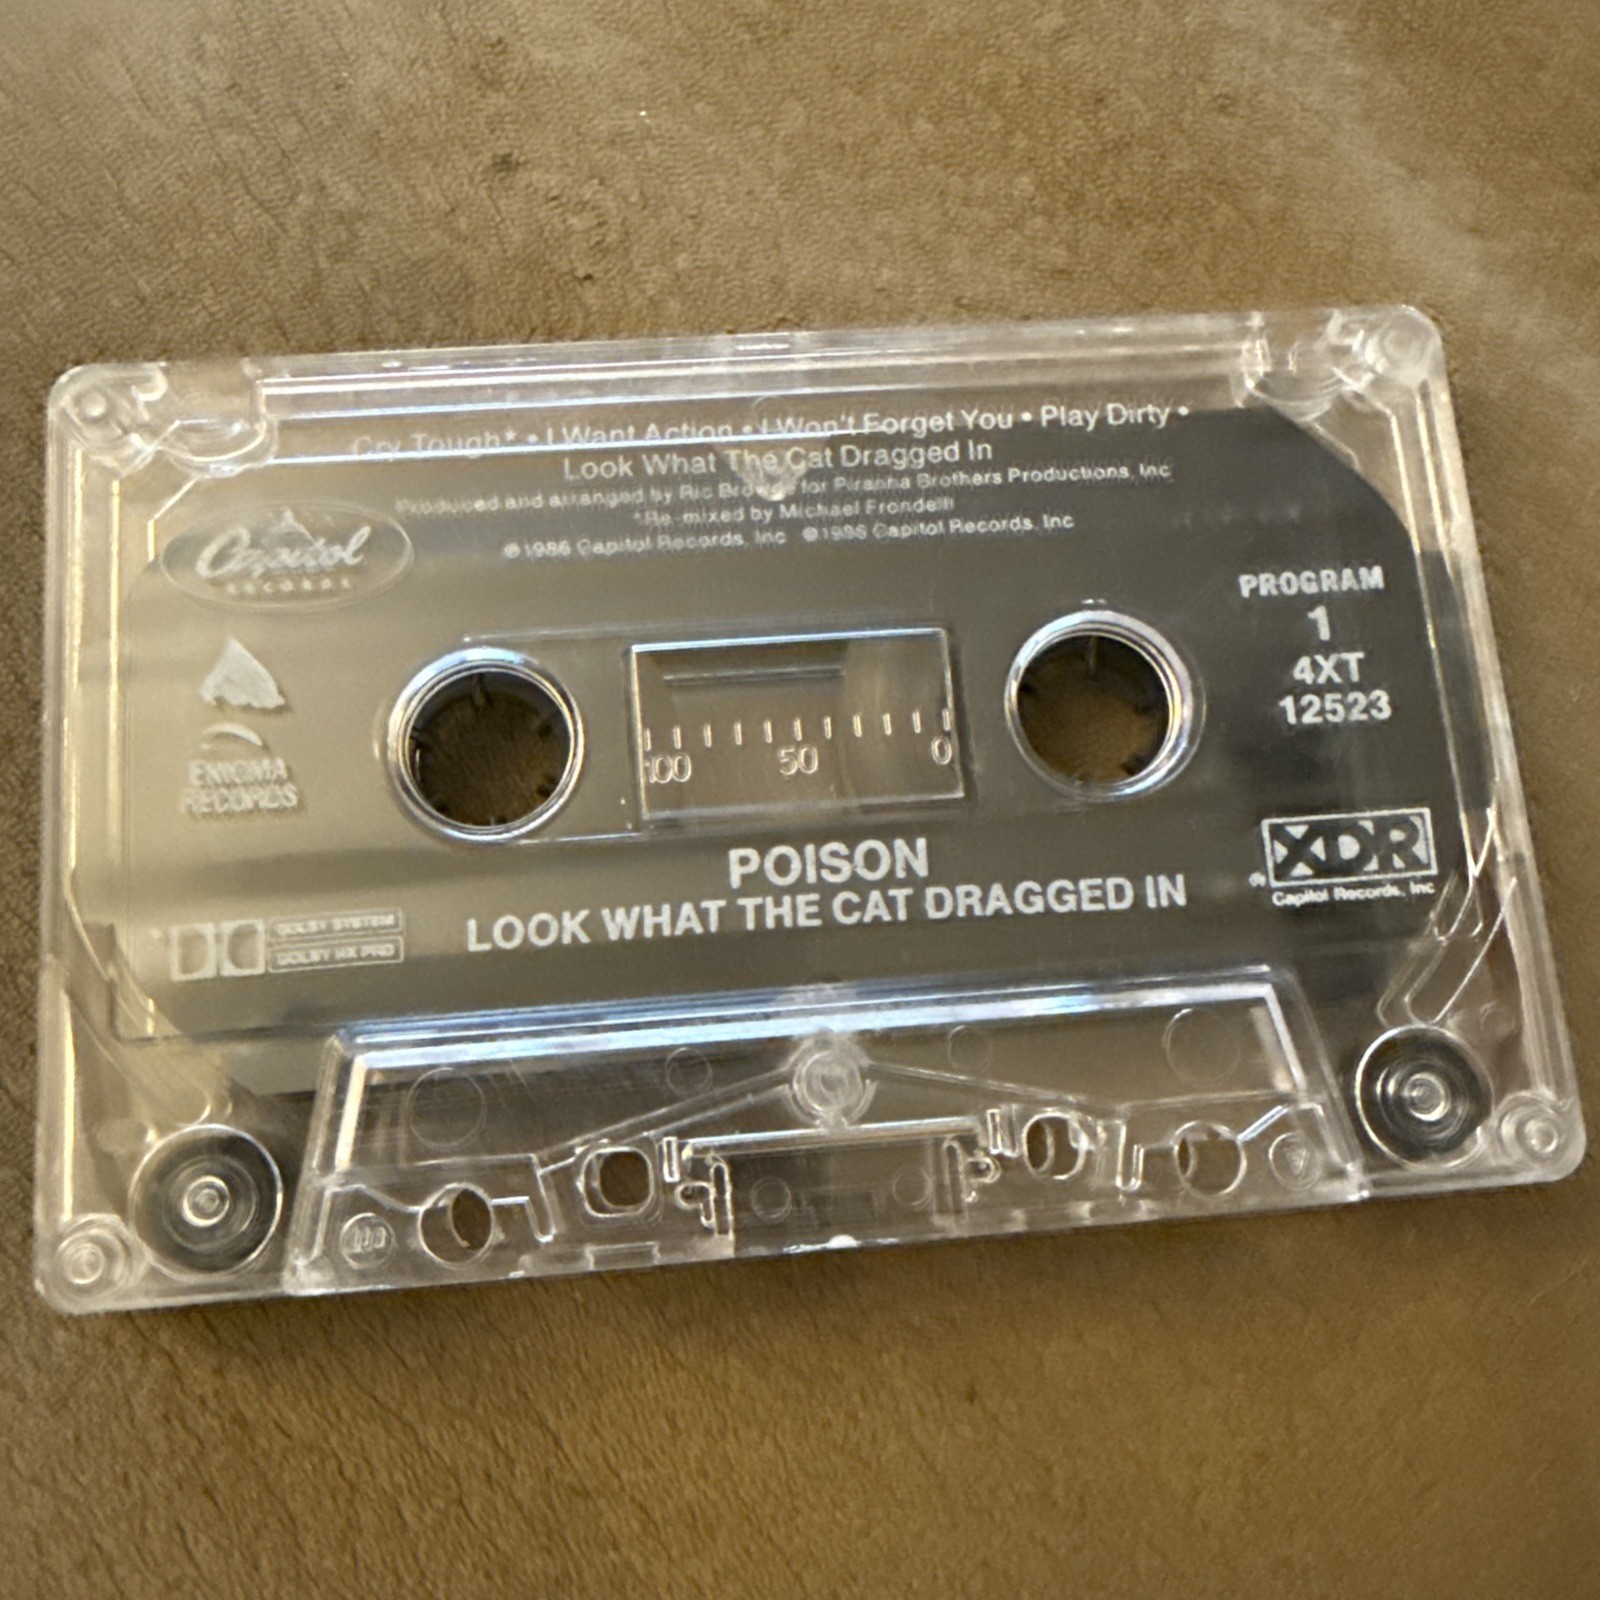 Cry Tough* • I Want Action • I Won't Forget You • Play Dirty •
Look What The Cat Dragged In
Produced and arranged by Ric Browde for Piranha Brothers Productions, Inc
*Re-mixed by Michael Frondelli
℗1986 Capitol Records, Inc ©1986 Capitol Records, Inc
Capitol
RECORDS
ENIGMA
RECORDS
PROGRAM
1
4XT
12523
100 50 0
POISON
LOOK WHAT THE CAT DRAGGED IN
DOLBY SYSTEM
DOLBY HX PRO
XDR
® Capitol Records, Inc